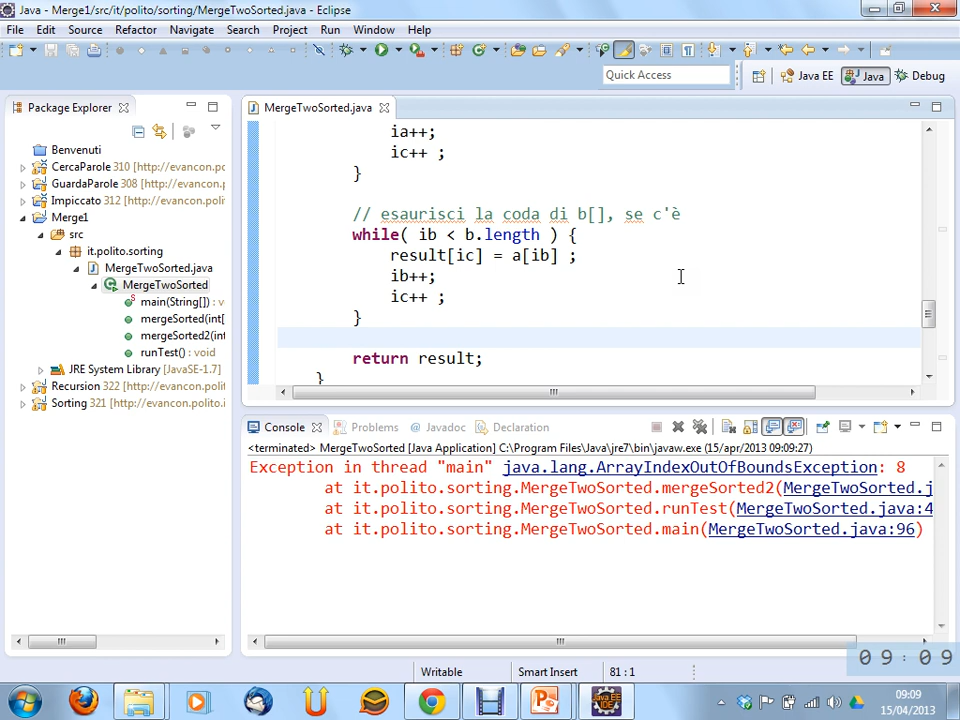 Java - Merge1/src/it/polito/sorting/MergeTwoSorted.java - Eclipse
File Edit Source Refactor Navigate Search Project Run Window Help
Quick Access
Java EE Java Debug
Package Explorer
MergeTwoSorted.java
Benvenuti
CercaParole 310 [http://evancon.p
GuardaParole 308 [http://evancon.
Impiccato 312 [http://evancon.poli
Merge1
src
it.polito.sorting
MergeTwoSorted.java
MergeTwoSorted
main(String[]) : v
mergeSorted(int[
mergeSorted2(int
runTest() : void
JRE System Library [JavaSE-1.7]
Recursion 322 [http://evancon.polit
Sorting 321 [http://evancon.polito.i
ia++;
ic++ ;
}
// esaurisci la coda di b[], se c'è
while( ib < b.length ) {
result[ic] = a[ib] ;
ib++;
ic++ ;
}
return result;
}
Console Problems Javadoc Declaration
<terminated> MergeTwoSorted [Java Application] C:\Program Files\Java\jre7\bin\javaw.exe (15/apr/2013 09:09:27)
Exception in thread "main" java.lang.ArrayIndexOutOfBoundsException: 8
at it.polito.sorting.MergeTwoSorted.mergeSorted2(MergeTwoSorted.j
at it.polito.sorting.MergeTwoSorted.runTest(MergeTwoSorted.java:4
at it.polito.sorting.MergeTwoSorted.main(MergeTwoSorted.java:96)
09:09
Writable Smart Insert 81 : 1
09:09
15/04/2013